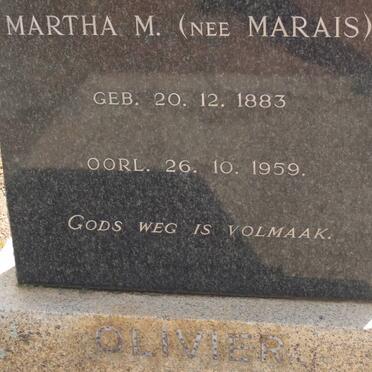 MARTHA M. (NEE MARAIS)
GEB. 20. 12. 1883
OORL. 26. 10. 1959.
GODS WEG IS VOLMAAK.
OLIVIER